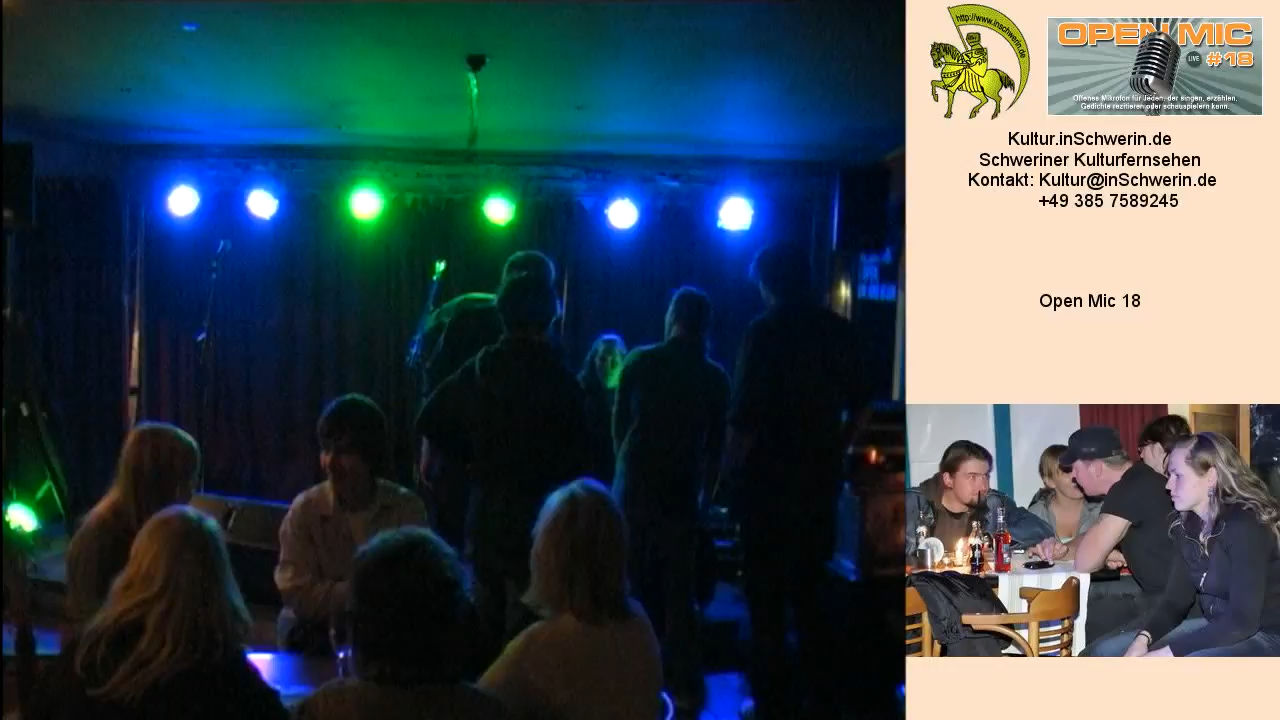 http://www.inschwerin.de
OPEN MIC
LIVE #18
Offenes Mikrofon für Jeden, der singen, erzählen,
Gedichte rezitieren oder schauspielern kann.
Kultur.inSchwerin.de
Schweriner Kulturfernsehen
Kontakt: Kultur@inSchwerin.de
+49 385 7589245
Open Mic 18